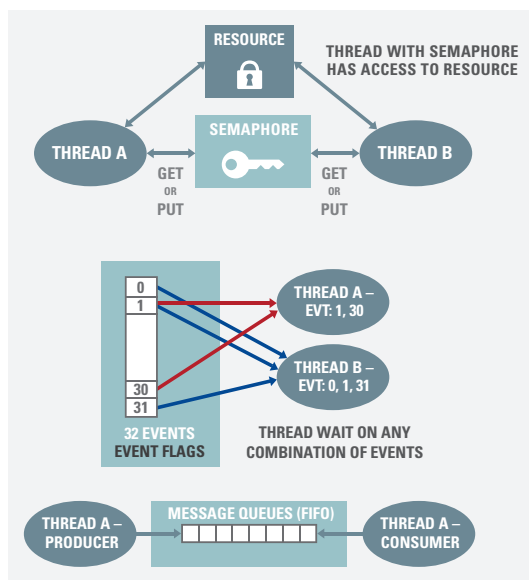 RESOURCE
THREAD WITH SEMAPHORE
HAS ACCESS TO RESOURCE
SEMAPHORE
THREAD A
THREAD B
GET
OR
PUT
GET
OR
PUT
0
1
30
31
THREAD A –
EVT: 1, 30
THREAD B –
EVT: 0, 1, 31
32 EVENTS
EVENT FLAGS
THREAD WAIT ON ANY
COMBINATION OF EVENTS
MESSAGE QUEUES (FIFO)
THREAD A –
PRODUCER
THREAD A –
CONSUMER